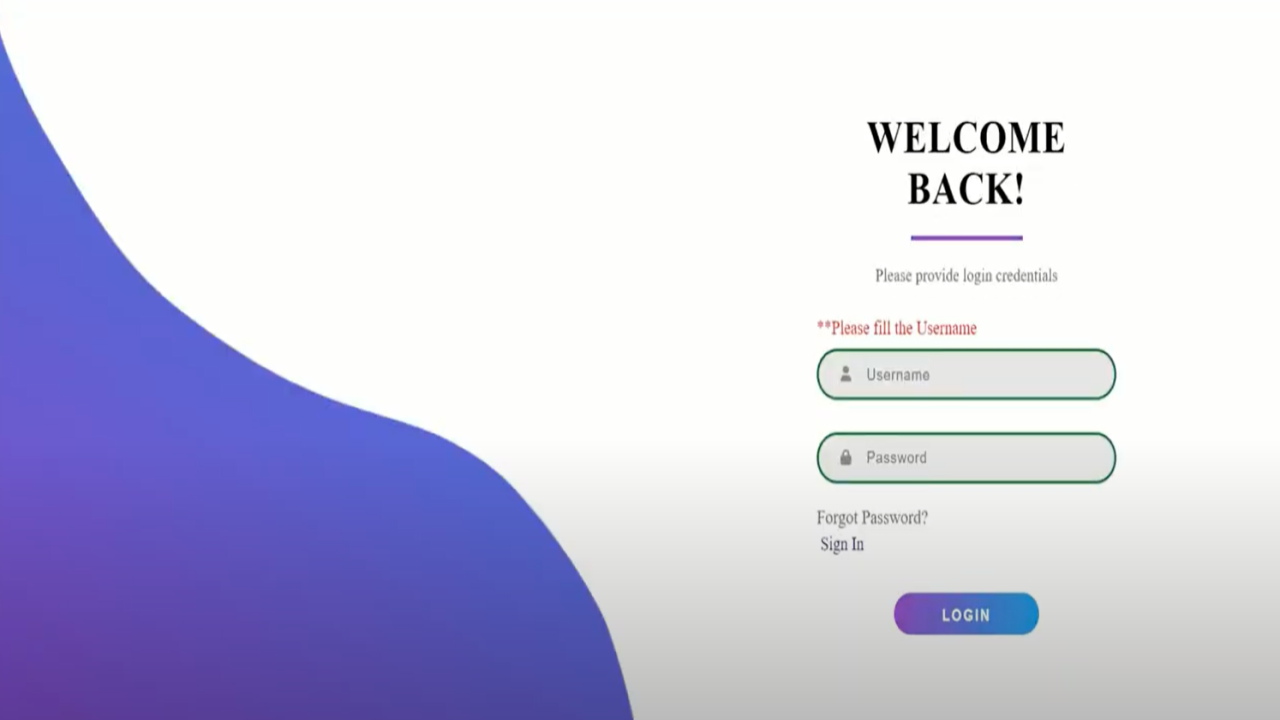 WELCOME
BACK!
Please provide login credentials
**Please fill the Username
Username
Password
Forgot Password?
Sign In
LOGIN